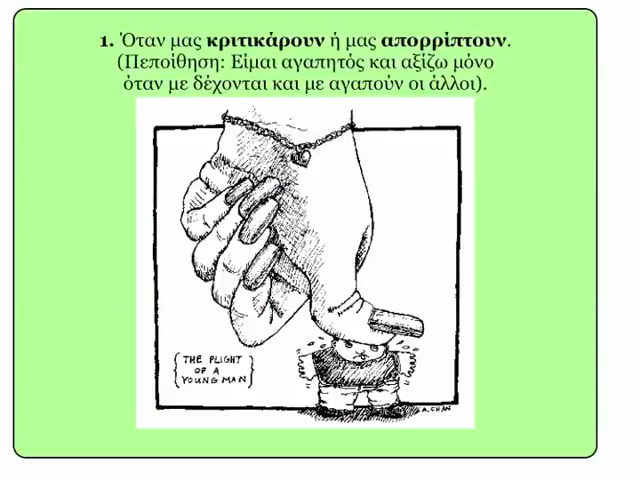 1. Όταν μας κριτικάρουν ή μας απορρίπτουν.
(Πεποίθηση: Είμαι αγαπητός και αξίζω μόνο
όταν με δέχονται και με αγαπούν οι άλλοι).
THE PLIGHT
OF A
YOUNG MAN
A. CHAN